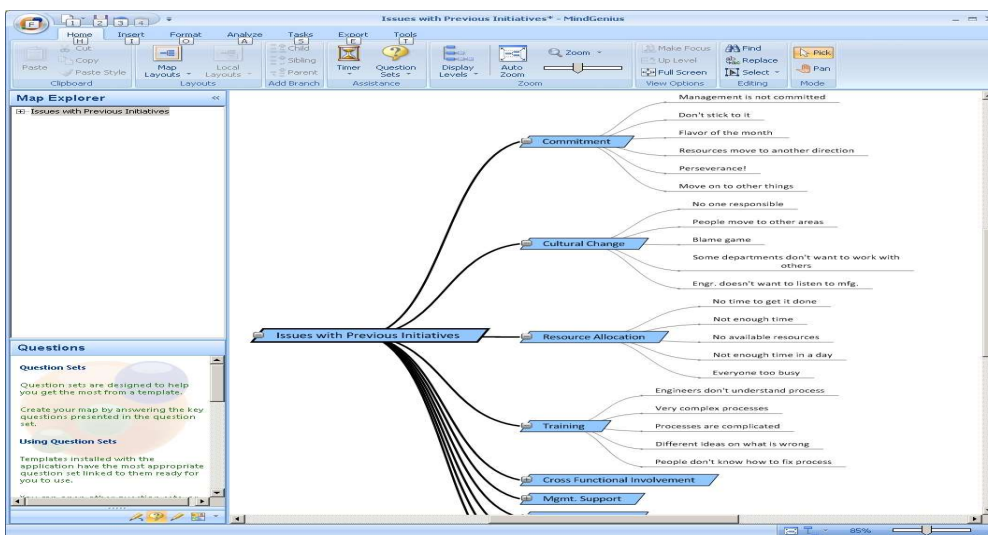 Issues with Previous Initiatives* - MindGenius
F
1
2
3
4
Home
Insert
Format
Analyze
Tasks
Export
Tools
H
I
O
A
S
E
T
Paste
Cut
Copy
Paste Style
Clipboard
Map
Layouts
Local
Layouts
Layouts
Child
Sibling
Parent
Add Branch
Timer
Question
Sets
Assistance
Display
Levels
Auto
Zoom
Zoom
Zoom
Make Focus
Up Level
Full Screen
View Options
Find
Replace
Select
Editing
Pick
Pan
Mode
Map Explorer
Issues with Previous Initiatives
Questions
Question Sets
Question sets are designed to help
you get the most from a template.
Create your map by answering the key
questions presented in the question
set.
Using Question Sets
Templates installed with the
application have the most appropriate
question set linked to them ready for
you to use.
Issues with Previous Initiatives
Commitment
Management is not committed
Don't stick to it
Flavor of the month
Resources move to another direction
Perseverance!
Move on to other things
Cultural Change
No one responsible
People move to other areas
Blame game
Some departments don't want to work with
others
Engr. doesn't want to listen to mfg.
Resource Allocation
No time to get it done
Not enough time
No available resources
Not enough time in a day
Everyone too busy
Training
Engineers don't understand process
Very complex processes
Processes are complicated
Different ideas on what is wrong
People don't know how to fix process
Cross Functional Involvement
Mgmt. Support
85%